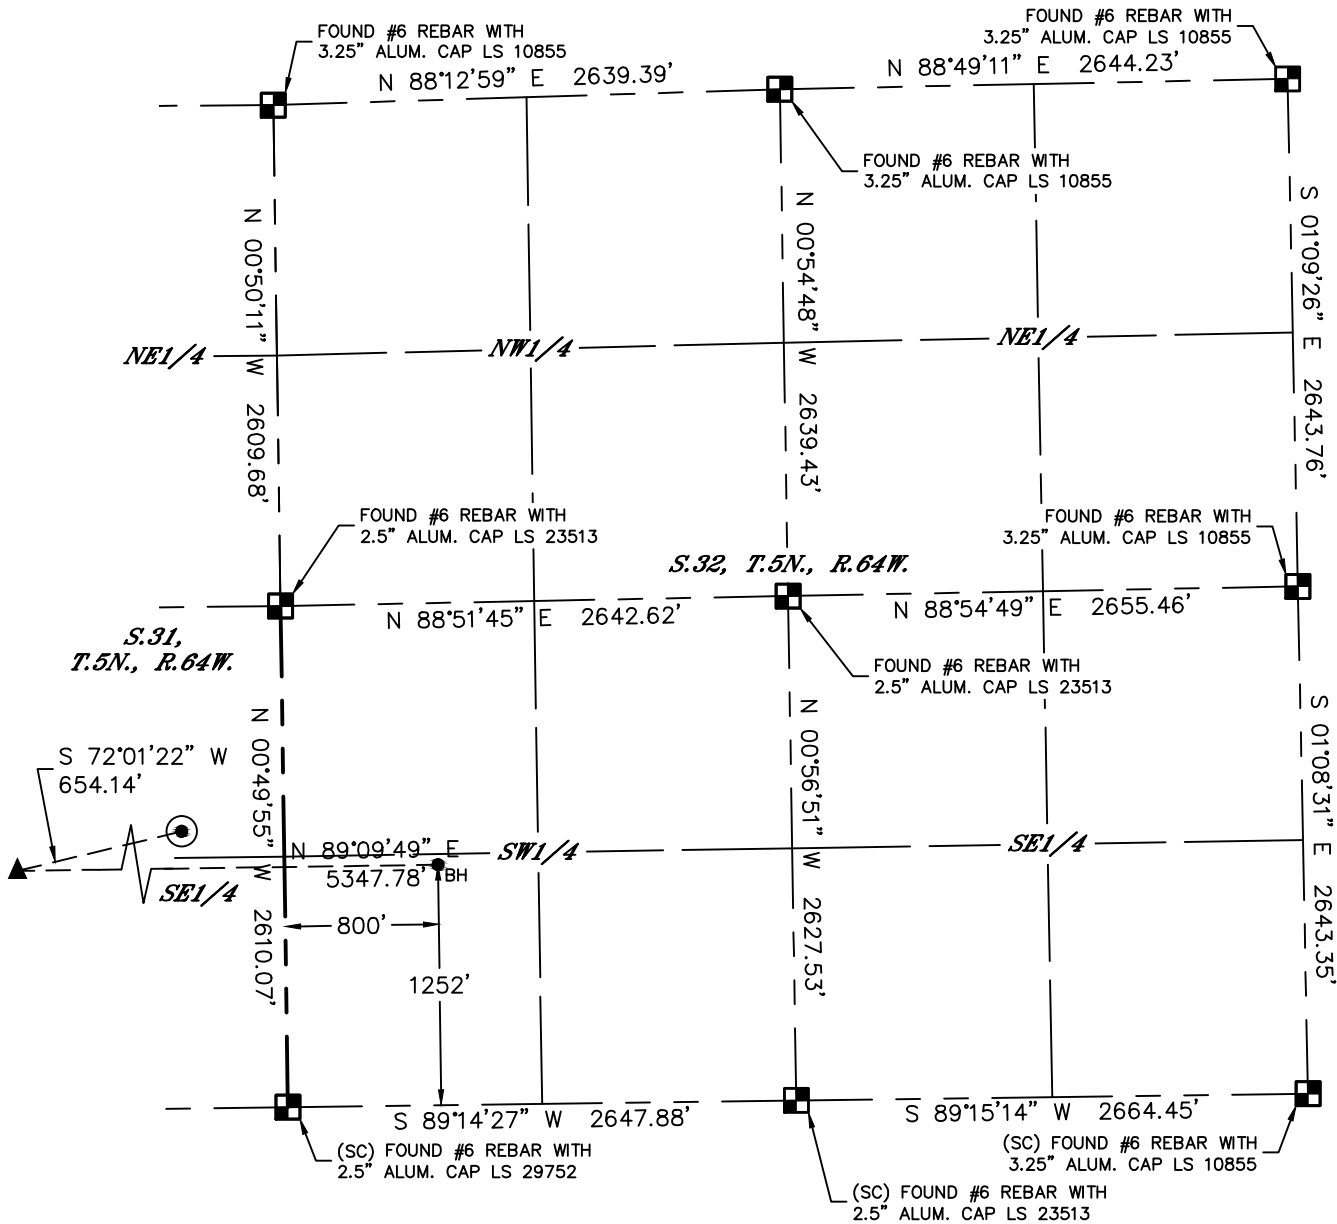 FOUND #6 REBAR WITH
3.25” ALUM. CAP LS 10855
FOUND #6 REBAR WITH
3.25” ALUM. CAP LS 10855
N 88°12'59” E 2639.39'
N 88°49'11” E 2644.23'
FOUND #6 REBAR WITH
3.25” ALUM. CAP LS 10855
N 00°50'11” W 2609.68'
N 00°54'48” W 2639.43'
S 01°09'26” E 2643.76'
NE1/4
NW1/4
NE1/4
FOUND #6 REBAR WITH
2.5” ALUM. CAP LS 23513
FOUND #6 REBAR WITH
3.25” ALUM. CAP LS 10855
S.32, T.5N., R.64W.
N 88°51'45” E 2642.62'
N 88°54'49” E 2655.46'
S.31,
T.5N., R.64W.
FOUND #6 REBAR WITH
2.5” ALUM. CAP LS 23513
N 00°49'55” W 2610.07'
N 00°56'51” W 2627.53'
S 01°08'31” E 2643.35'
S 72°01'22” W
654.14'
N 89°09'49” E
5347.78'
BH
SW1/4
SE1/4
SE1/4
800'
1252'
S 89°14'27” W 2647.88'
S 89°15'14” W 2664.45'
(SC) FOUND #6 REBAR WITH
2.5” ALUM. CAP LS 29752
(SC) FOUND #6 REBAR WITH
3.25” ALUM. CAP LS 10855
(SC) FOUND #6 REBAR WITH
2.5” ALUM. CAP LS 23513